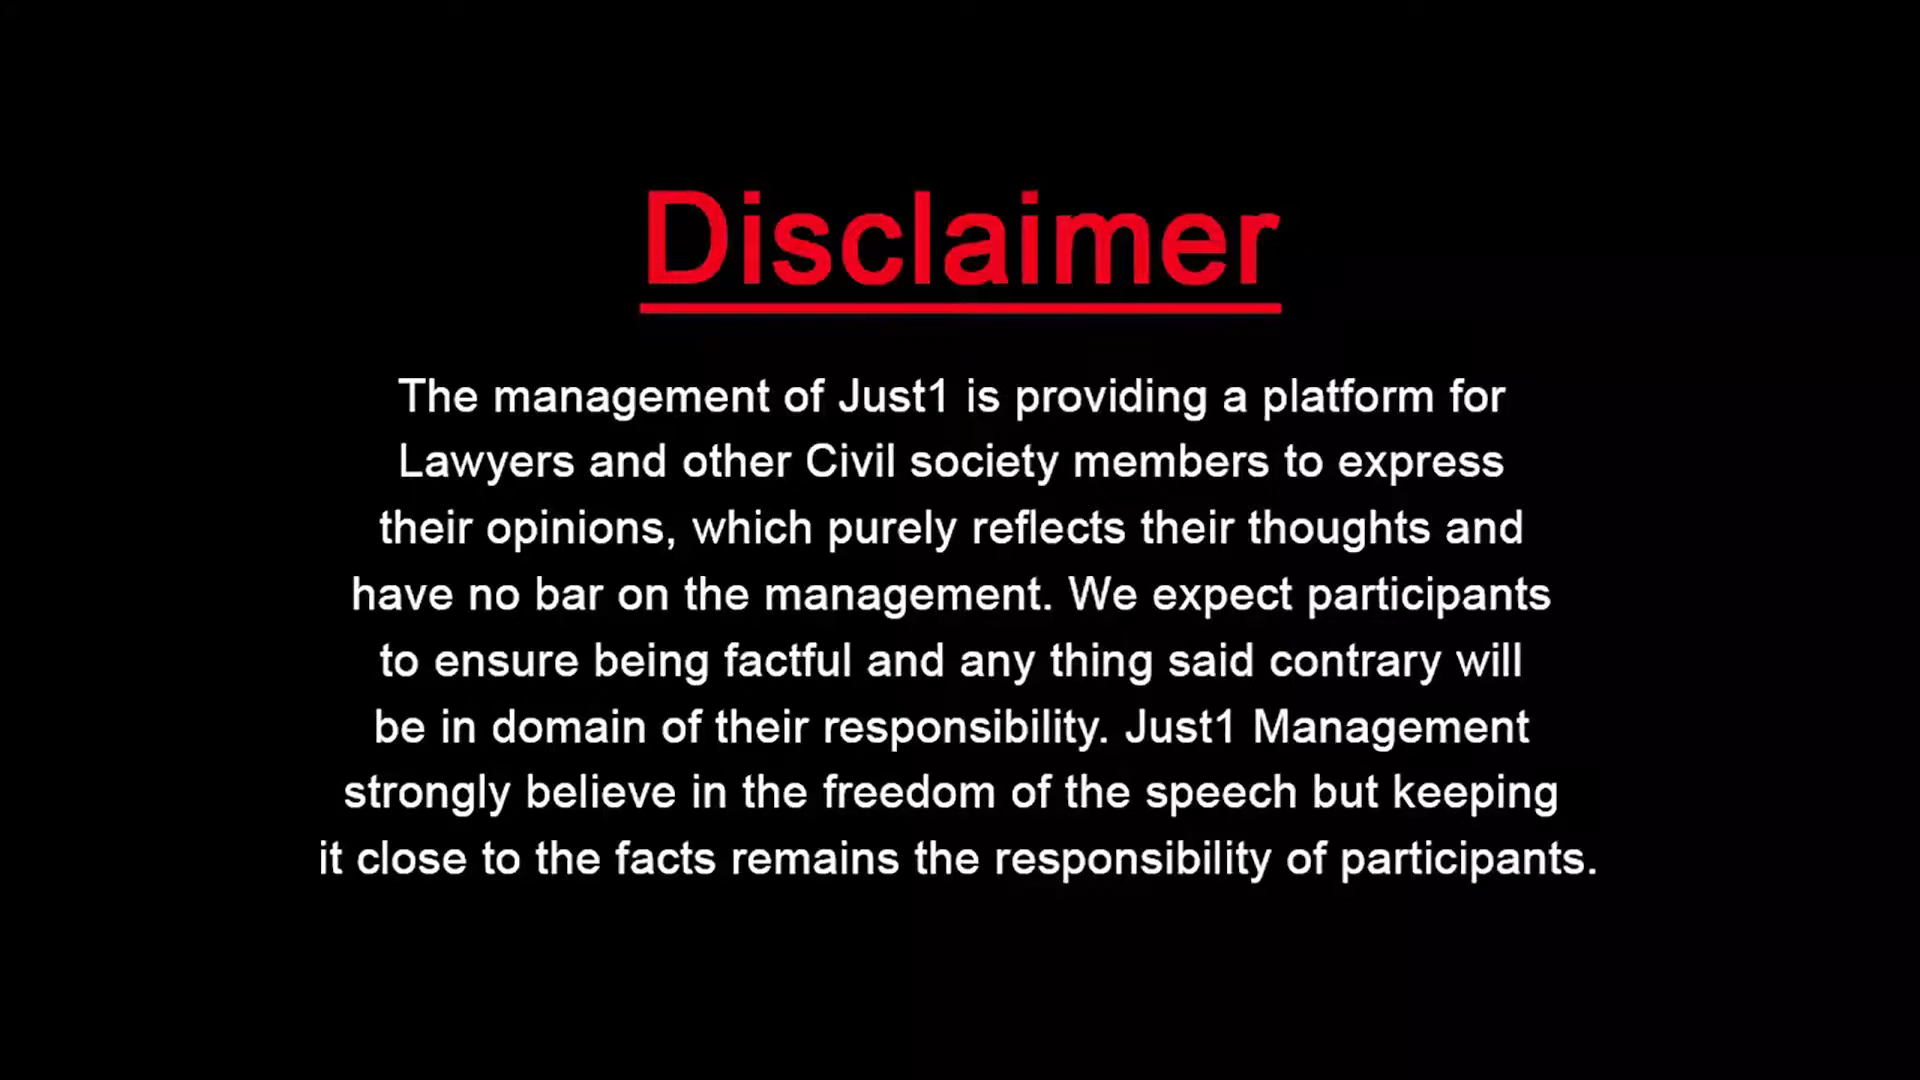 Disclaimer
The management of Just1 is providing a platform for
Lawyers and other Civil society members to express
their opinions, which purely reflects their thoughts and
have no bar on the management. We expect participants
to ensure being factful and any thing said contrary will
be in domain of their responsibility. Just1 Management
strongly believe in the freedom of the speech but keeping
it close to the facts remains the responsibility of participants.